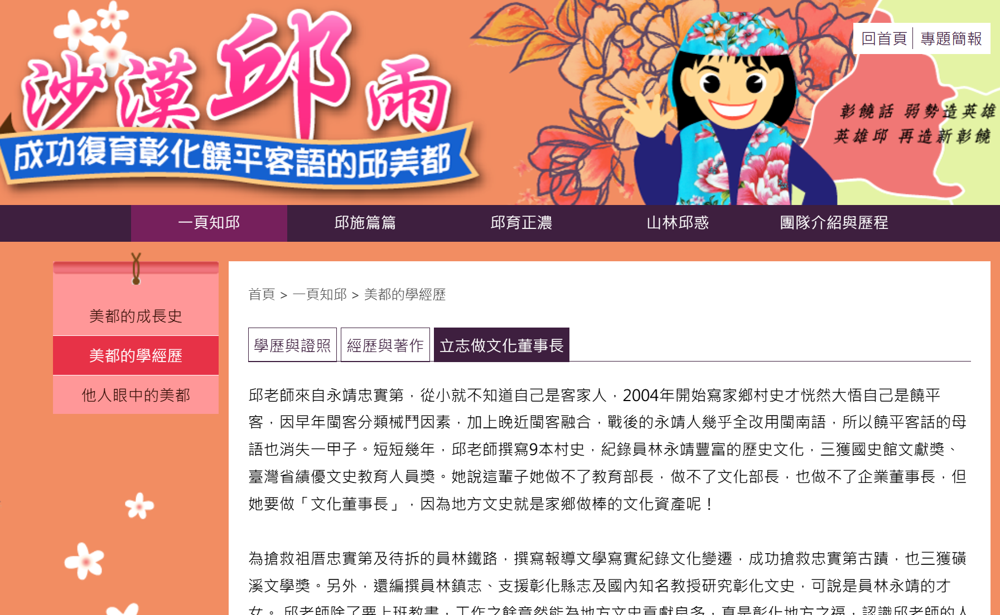 沙漠邱雨
成功復育彰化饒平客語的邱美都
回首頁 專題簡報
彰饒話 弱勢造英雄
英雄邱 再造新彰饒
一頁知邱 邱施篇篇 邱育正濃 山林邱惑 團隊介紹與歷程
美都的成長史
美都的學經歷
他人眼中的美都
首頁 > 一頁知邱 > 美都的學經歷
學歷與證照 經歷與著作 立志做文化董事長
邱老師來自永靖忠實第，從小就不知道自己是客家人，2004年開始寫家鄉村史才恍然大悟自己是饒平
客，因早年閩客分類械鬥因素，加上晚近閩客融合，戰後的永靖人幾乎全改用閩南語，所以饒平客話的母
語也消失一甲子。短短幾年，邱老師撰寫9本村史，紀錄員林永靖豐富的歷史文化，三獲國史館文獻獎、
臺灣省績優文史教育人員獎。她說這輩子她做不了教育部長，做不了文化部長，也做不了企業董事長，但
她要做「文化董事長」，因為地方文史就是家鄉做棒的文化資產呢！
為搶救祖厝忠實第及待拆的員林鐵路，撰寫報導文學寫實紀錄文化變遷，成功搶救忠實第古蹟，也三獲磺
溪文學獎。另外，還編撰員林鎮志、支援彰化縣志及國內知名教授研究彰化文史，可說是員林永靖的才
女。邱老師除了要上班教書，工作之餘竟然能為地方文史貢獻良多，真是彰化地方之福，認識邱老師的人